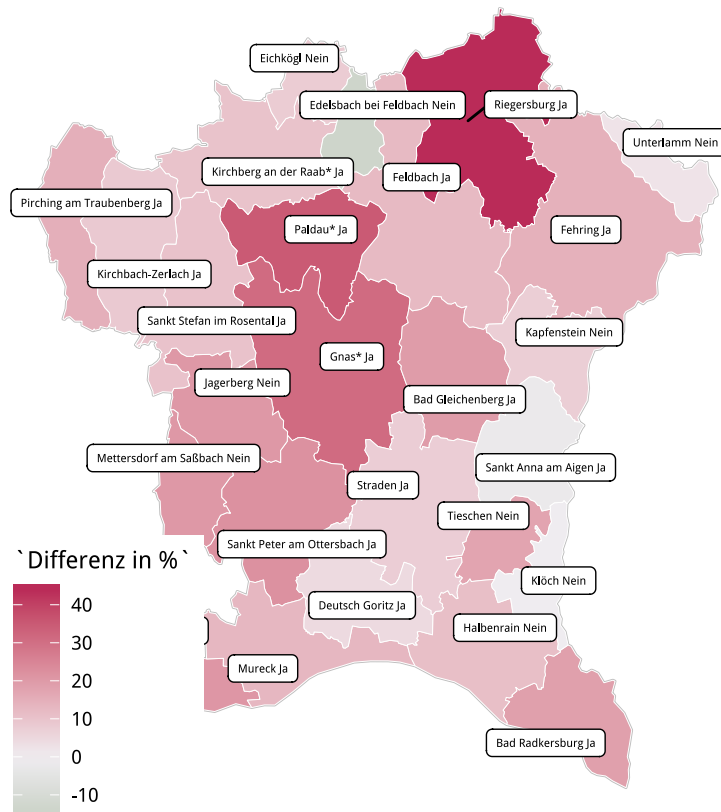 Eichkögl Nein
Edelsbach bei Feldbach Nein
Riegersburg Ja
Unterlamm Nein
Kirchberg an der Raab* Ja
Feldbach Ja
Pirching am Traubenberg Ja
Paldau* Ja
Fehring Ja
Kirchbach-Zerlach Ja
Sankt Stefan im Rosental Ja
Kapfenstein Nein
Gnas* Ja
Jagerberg Nein
Bad Gleichenberg Ja
Mettersdorf am Saßbach Nein
Sankt Anna am Aigen Ja
Straden Ja
Tieschen Nein
Sankt Peter am Ottersbach Ja
Klöch Nein
Deutsch Goritz Ja
Halbenrain Nein
Mureck Ja
Bad Radkersburg Ja
`Differenz in %`
40
30
20
10
0
-10